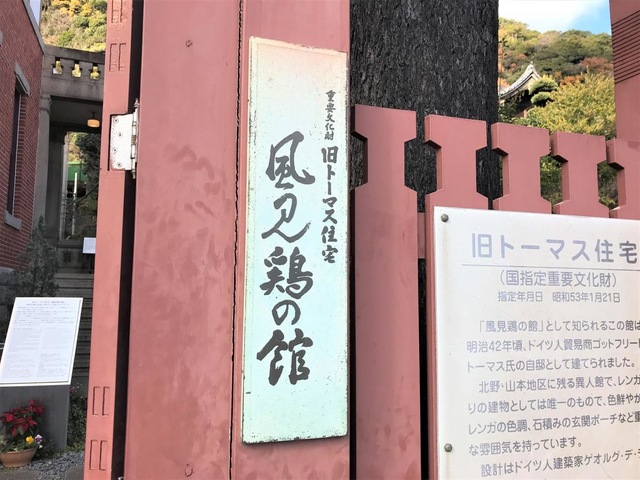 重要文化財
旧トーマス住宅
風見鶏の館
旧トーマス住宅
(国指定重要文化財)
指定年月日 昭和53年1月21日
「風見鶏の館」として知られるこの館は
明治42年頃、ドイツ人貿易商ゴットフリート
トーマス氏の自邸として建てられました。
北野・山本地区に残る異人館で、レンガ
りの建物としては唯一のもので、色鮮やか
レンガの色調、石積みの玄関ポーチなど重
な雰囲気を持っています。
設計はドイツ人建築家ゲオルグ・デ・ラ